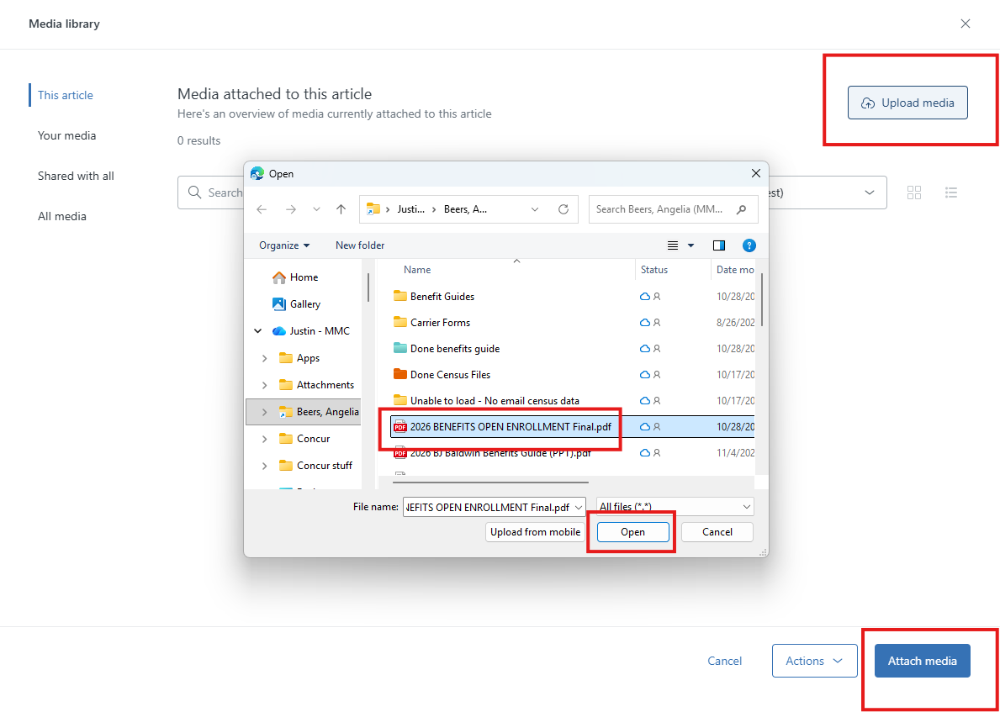 Media library
This article
Your media
Shared with all
All media
Media attached to this article
Here's an overview of media currently attached to this article
0 results
Upload media
Search
est)
Open
Justin... > Beers, A...
Search Beers, Angelia (MM...
Organize
New folder
?
Home
Gallery
Justin - MMC
Apps
Attachments
Beers, Angelia
Concur
Concur stuff
Name Status Date mo
Benefit Guides 10/28/20
Carrier Forms 8/26/202
Done benefits guide 10/28/20
Done Census Files 10/17/20
Unable to load - No email census data 10/17/20
PDF 2026 BENEFITS OPEN ENROLLMENT Final.pdf 10/28/20
PDF 2026 BJ Baldwin Benefits Guide (PPT).pdf 11/4/202
File name: NEFITS OPEN ENROLLMENT Final.pdf All files (*.*)
Upload from mobile Open Cancel
Cancel Actions Attach media